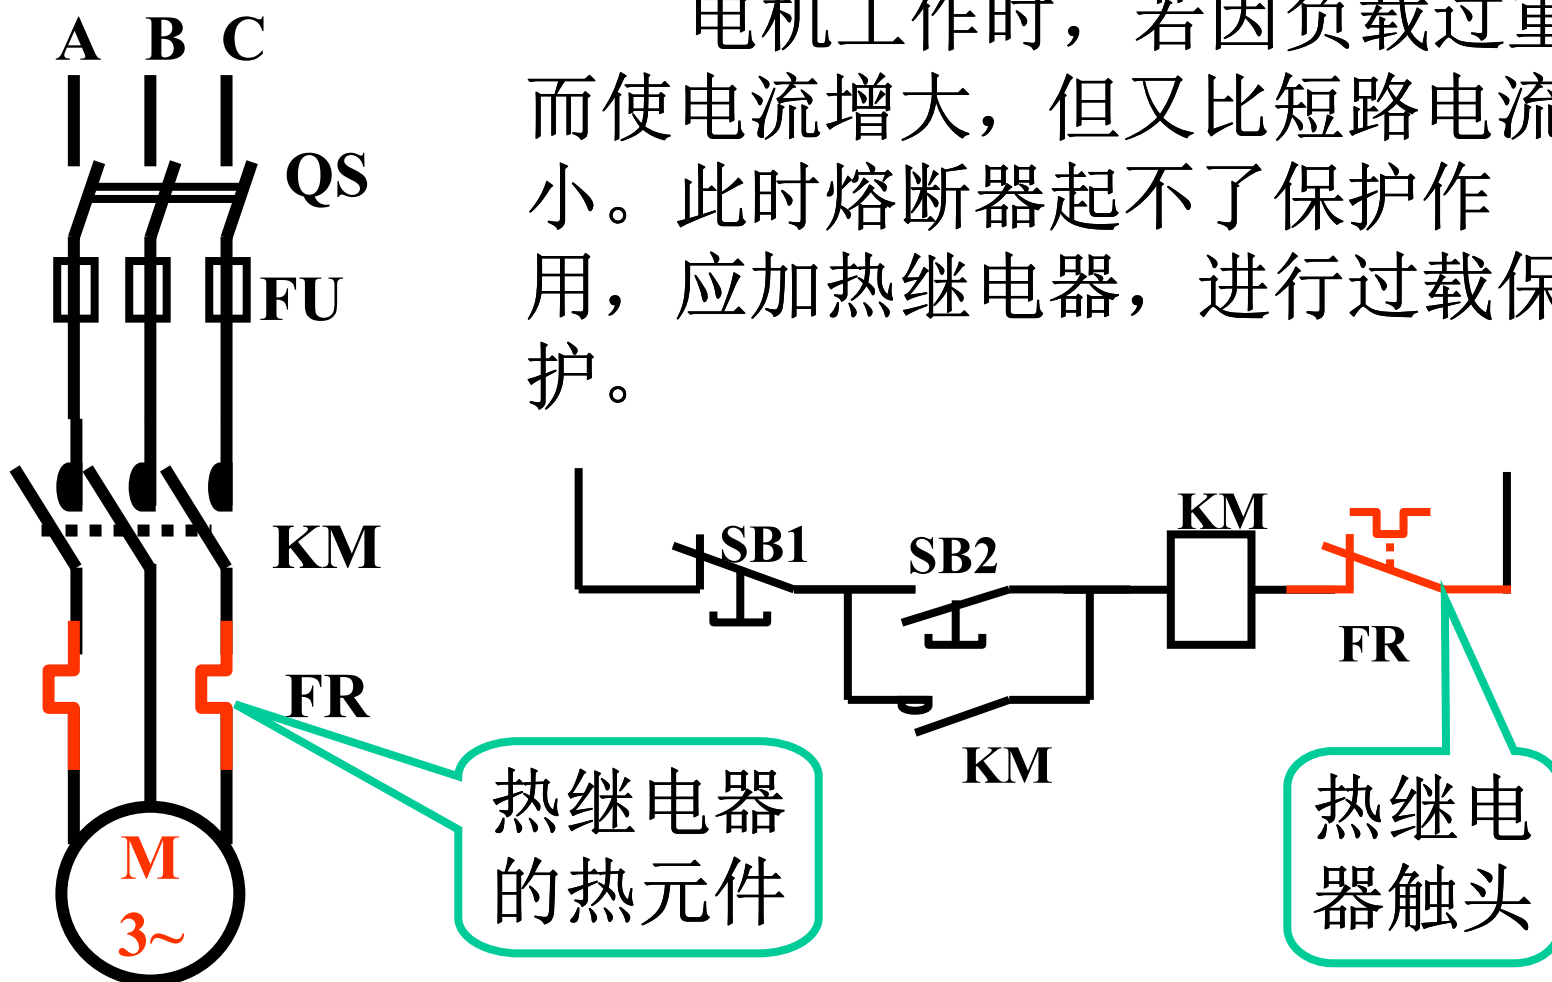 A B C
电机工作时，若因负载过重
而使电流增大，但又比短路电流
小。此时熔断器起不了保护作
用，应加热继电器，进行过载保
护。
QS
FU
KM
FR
M
3~
SB1
SB2
KM
KM
FR
热继电器
的热元件
热继电
器触头